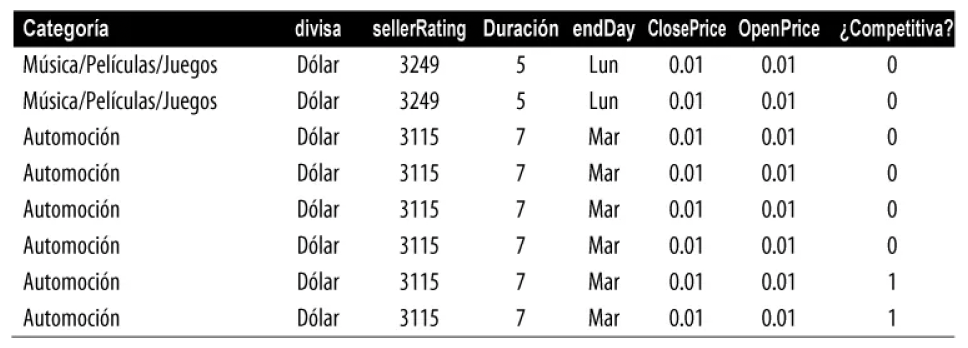 Categoría divisa sellerRating Duración endDay ClosePrice OpenPrice ¿Competitiva?
Música/Películas/Juegos Dólar 3249 5 Lun 0.01 0.01 0
Música/Películas/Juegos Dólar 3249 5 Lun 0.01 0.01 0
Automoción Dólar 3115 7 Mar 0.01 0.01 0
Automoción Dólar 3115 7 Mar 0.01 0.01 0
Automoción Dólar 3115 7 Mar 0.01 0.01 0
Automoción Dólar 3115 7 Mar 0.01 0.01 0
Automoción Dólar 3115 7 Mar 0.01 0.01 1
Automoción Dólar 3115 7 Mar 0.01 0.01 1